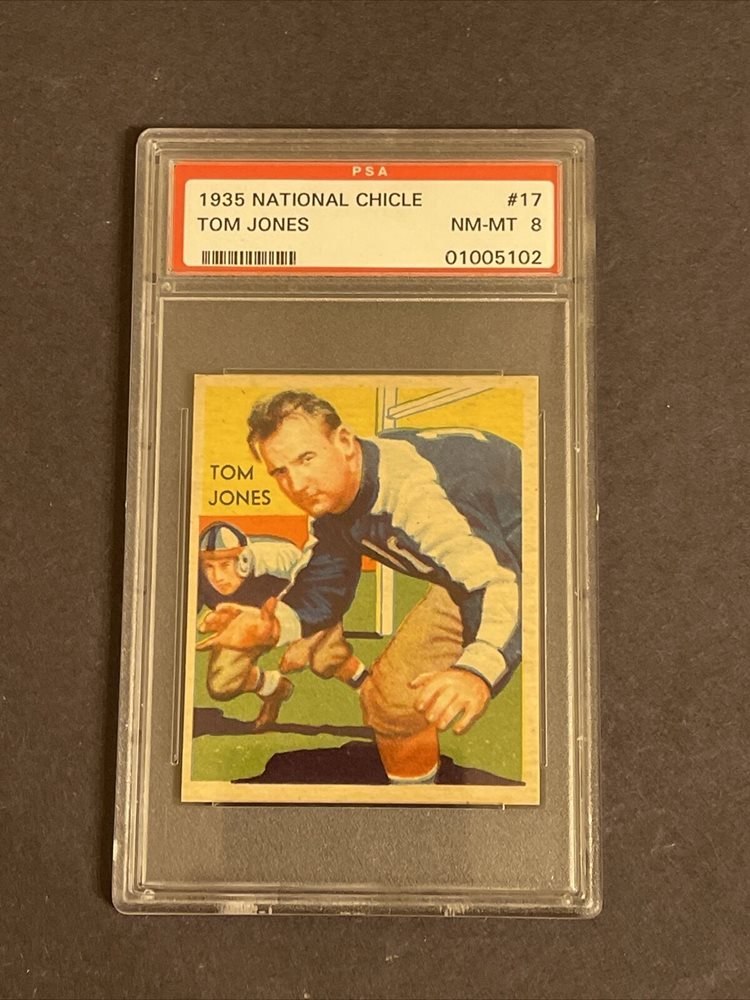 PSA
1935 NATIONAL CHICLE #17
TOM JONES NM-MT 8
01005102
TOM
JONES